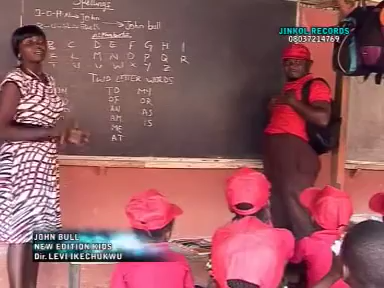 Spellings
J-O-H-N → John
→ John bull
JINKOL RECORDS
08037214769
B C D E F G H I
L M N O P Q R
U W X Y Z
TWO LETTER WORDS
TO MY
OF OR
AN
AM AS
ME IS
AT
JOHN BULL
NEW EDITION KIDS
Dir. LEVI IKECHUKWU